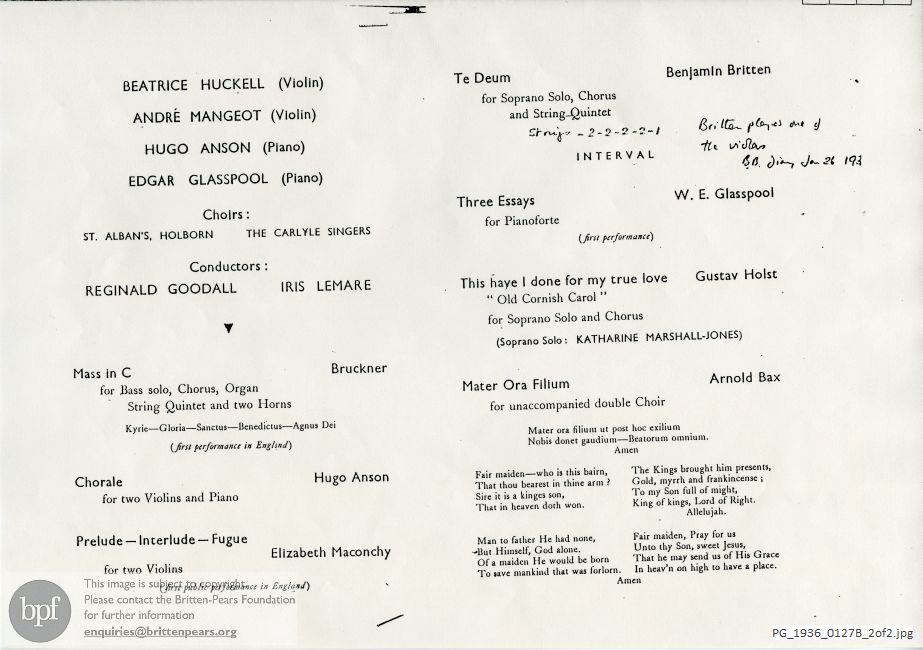 BEATRICE HUCKELL (Violin)
ANDRÉ MANGEOT (Violin)
HUGO ANSON (Piano)
EDGAR GLASSPOOL (Piano)
Choirs :
ST. ALBAN'S, HOLBORN THE CARLYLE SINGERS
Conductors :
REGINALD GOODALL IRIS LEMARE
Mass in C Bruckner
for Bass solo, Chorus, Organ
String Quintet and two Horns
Kyrie—Gloria—Sanctus—Benedictus—Agnus Dei
(first performance in England)
Chorale Hugo Anson
for two Violins and Piano
Prelude—Interlude—Fugue
Elizabeth Maconchy
for two Violins
(first public performance in England)
Te Deum Benjamin Britten
for Soprano Solo, Chorus
and String Quintet
Strings - 2-2-2-2-1
Britten played one of
the violas
BB. diary Jan 26 193
INTERVAL
Three Essays W. E. Glasspool
for Pianoforte
(first performance)
This have I done for my true love Gustav Holst
" Old Cornish Carol "
for Soprano Solo and Chorus
(Soprano Solo : KATHARINE MARSHALL-JONES)
Mater Ora Filium Arnold Bax
for unaccompanied double Choir
Mater ora filium ut post hoc exilium
Nobis donet gaudium—Beatorum omnium.
Amen
Fair maiden—who is this bairn,
That thou bearest in thine arm ?
Sire it is a kinges son,
That in heaven doth won.
Man to father He had none,
But Himself, God alone.
Of a maiden He would be born
To save mankind that was forlorn.
The Kings brought him presents,
Gold, myrrh and frankincense ;
To my Son full of might,
King of kings, Lord of Right.
Allelujah.
Fair maiden, Pray for us
Unto thy Son, sweet Jesus,
That he may send us of His Grace
In heav'n on high to have a place.
Amen
bpf
This image is subject to copyright.
Please contact the Britten-Pears Foundation
for further information
enquiries@brittenpears.org
PG_1936_0127B_2of2.jpg